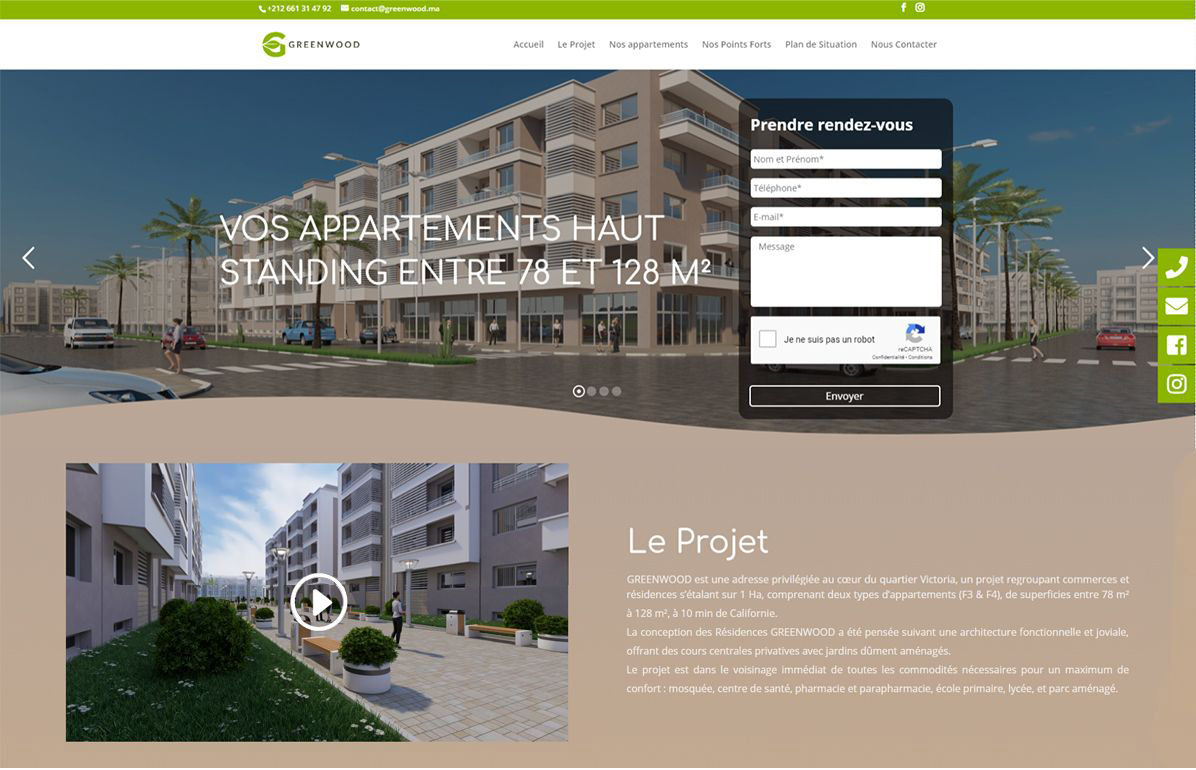 +212 661 31 47 92 contact@greenwood.ma
GREENWOOD
Accueil Le Projet Nos appartements Nos Points Forts Plan de Situation Nous Contacter
VOS APPARTEMENTS HAUT
STANDING ENTRE 78 ET 128 M²
Prendre rendez-vous
Nom et Prénom*
Téléphone*
E-mail*
Message
Je ne suis pas un robot
reCAPTCHA
Confidentialité - Conditions
Envoyer
Le Projet
GREENWOOD est une adresse privilégiée au cœur du quartier Victoria, un projet regroupant commerces et
résidences s’étalant sur 1 Ha, comprenant deux types d’appartements (F3 & F4), de superficies entre 78 m²
à 128 m², à 10 min de Californie.
La conception des Résidences GREENWOOD a été pensée suivant une architecture fonctionnelle et joviale,
offrant des cours centrales privatives avec jardins dûment aménagés.
Le projet est dans le voisinage immédiat de toutes les commodités nécessaires pour un maximum de
confort : mosquée, centre de santé, pharmacie et parapharmacie, école primaire, lycée, et parc aménagé.